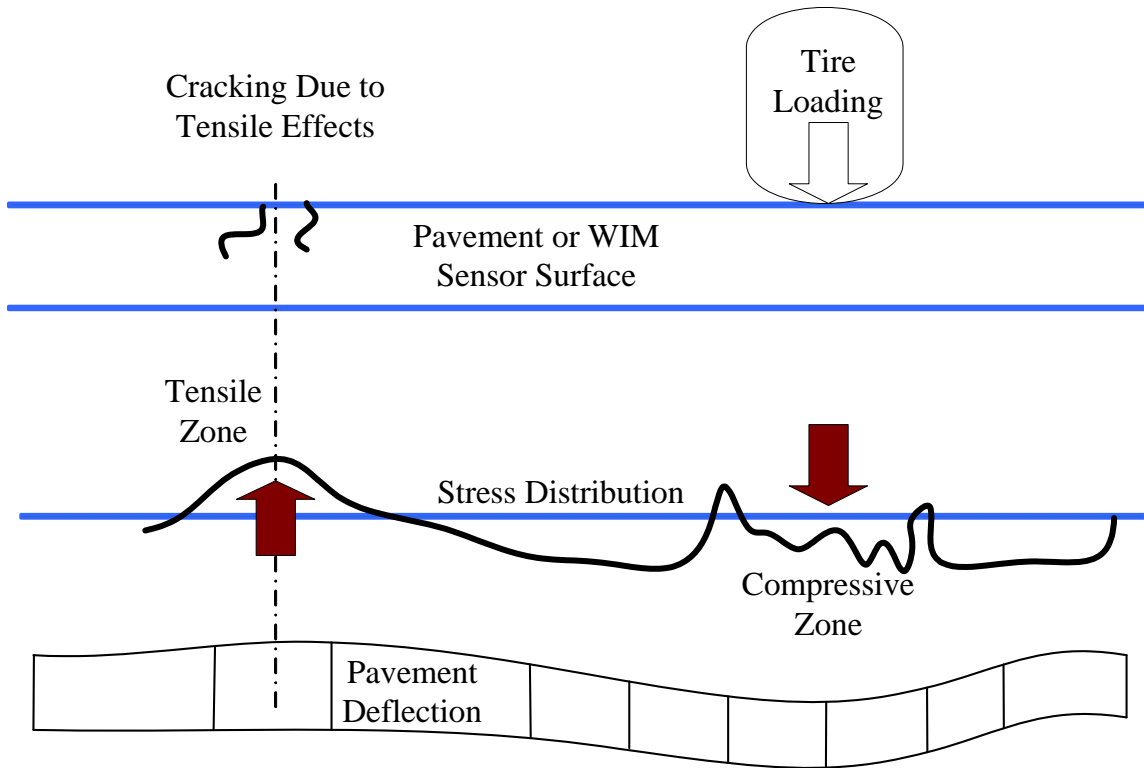 Cracking Due to
Tensile Effects
Tire
Loading
Pavement or WIM
Sensor Surface
Tensile
Zone
Stress Distribution
Compressive
Zone
Pavement
Deflection